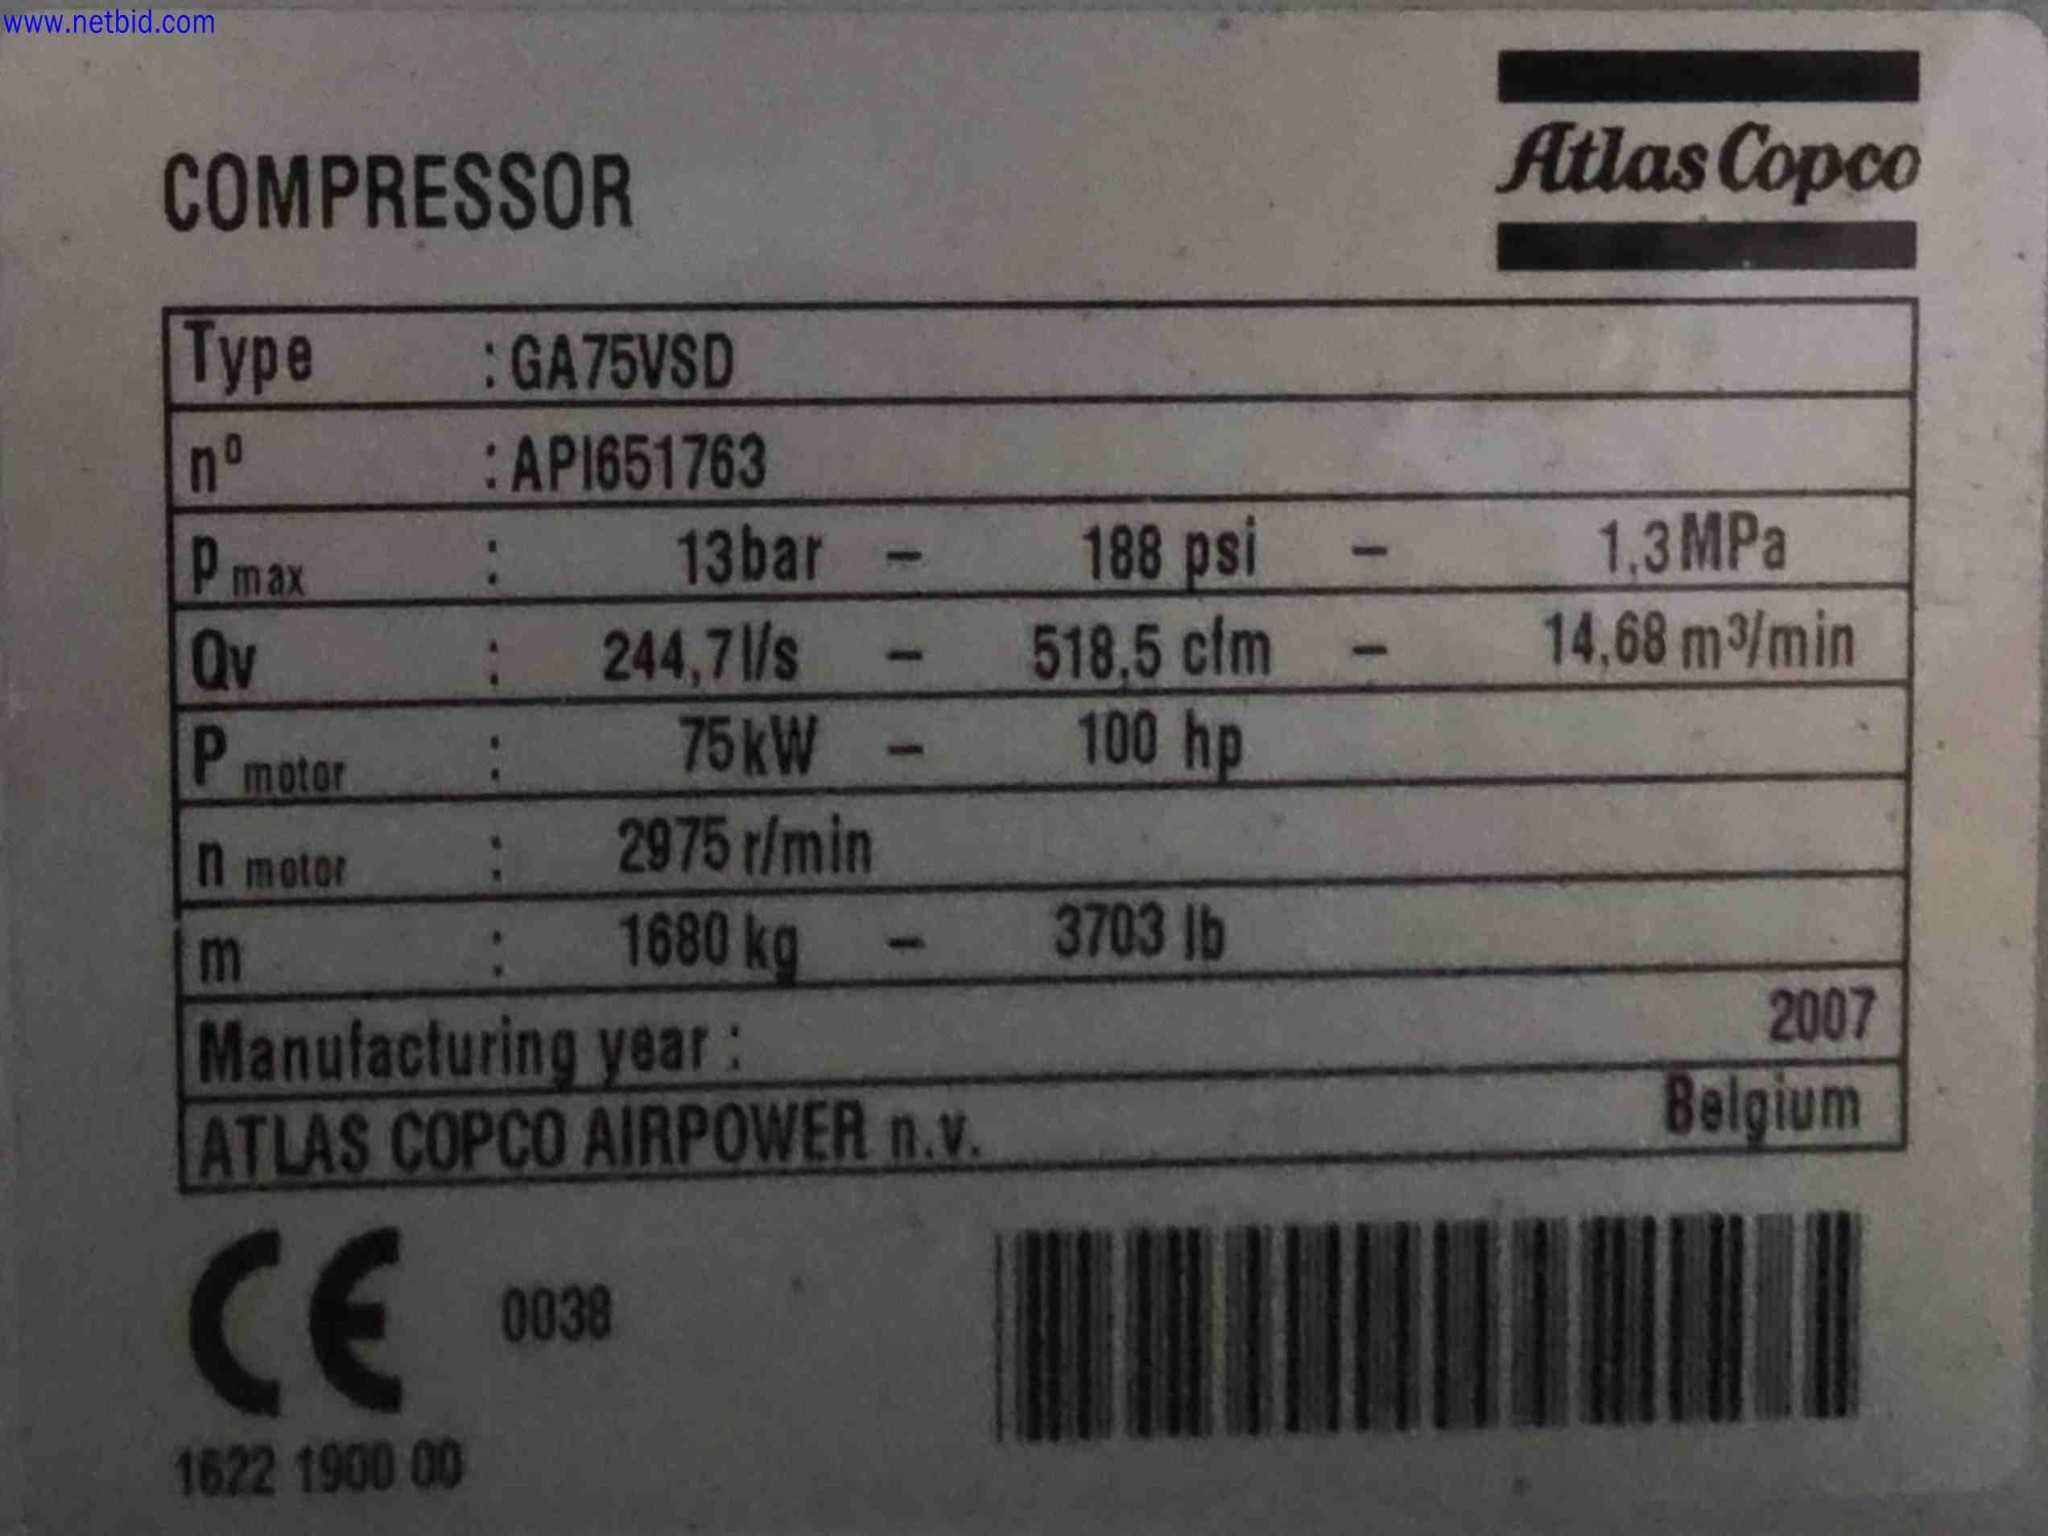 www.netbid.com
Atlas Copco
COMPRESSOR
Type : GA75VSD
nº : API651763
P max : 13bar – 188 psi – 1,3MPa
Qv : 244,7l/s – 518,5 cfm – 14,68 m³/min
P motor : 75kW – 100 hp
n motor : 2975 r/min
m : 1680 kg – 3703 lb
Manufacturing year : 2007
ATLAS COPCO AIRPOWER n.v. Belgium
CE 0038
1622 1900 00